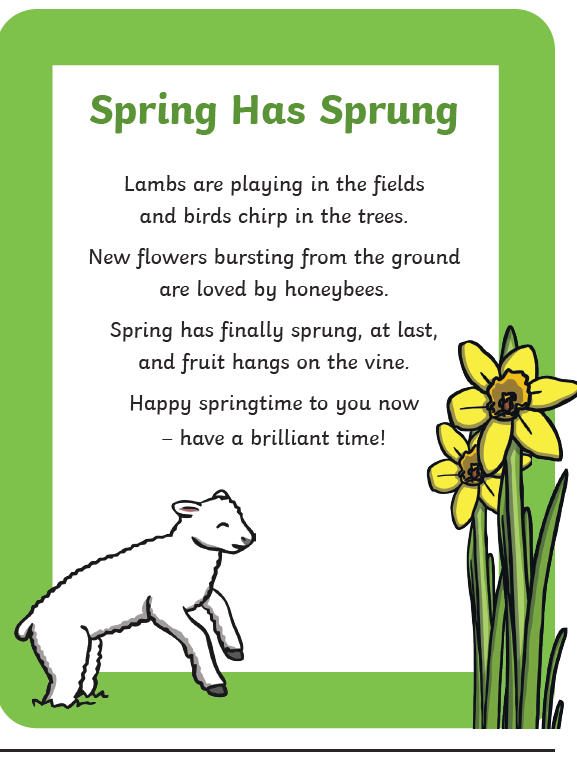 Spring Has Sprung
Lambs are playing in the fields
and birds chirp in the trees.
New flowers bursting from the ground
are loved by honeybees.
Spring has finally sprung, at last,
and fruit hangs on the vine.
Happy springtime to you now
– have a brilliant time!